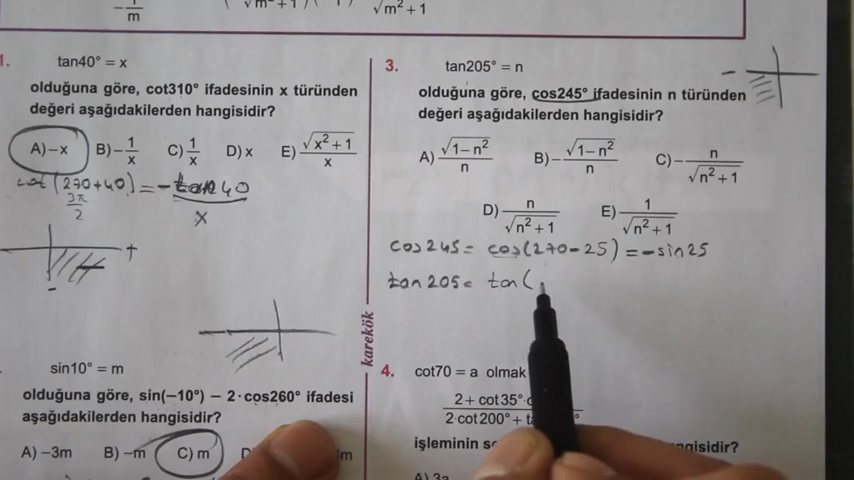 -1/m
√m²+1
√m²+1
1. tan40° = x
olduğuna göre, cot310° ifadesinin x türünden
değeri aşağıdakilerden hangisidir?
A) -x B) -1/x C) 1/x D) x E) √x²+1/x
cot(270+40) = -tan40
3π/2
x
+
-
sin10° = m
olduğuna göre, sin(-10°) - 2·cos260° ifadesi
aşağıdakilerden hangisidir?
A) -3m B) -m C) m
karekök
3. tan205° = n
olduğuna göre, cos245° ifadesinin n türünden
değeri aşağıdakilerden hangisidir?
A) √1-n²/n B) -√1-n²/n C) -n/√n²+1
D) n/√n²+1 E) 1/√n²+1
cos245 = cos(270-25) = -sin25
tan205 = tan(
4. cot70 = a olmak
2 + cot35°
2·cot200° +
işleminin
A) 3a